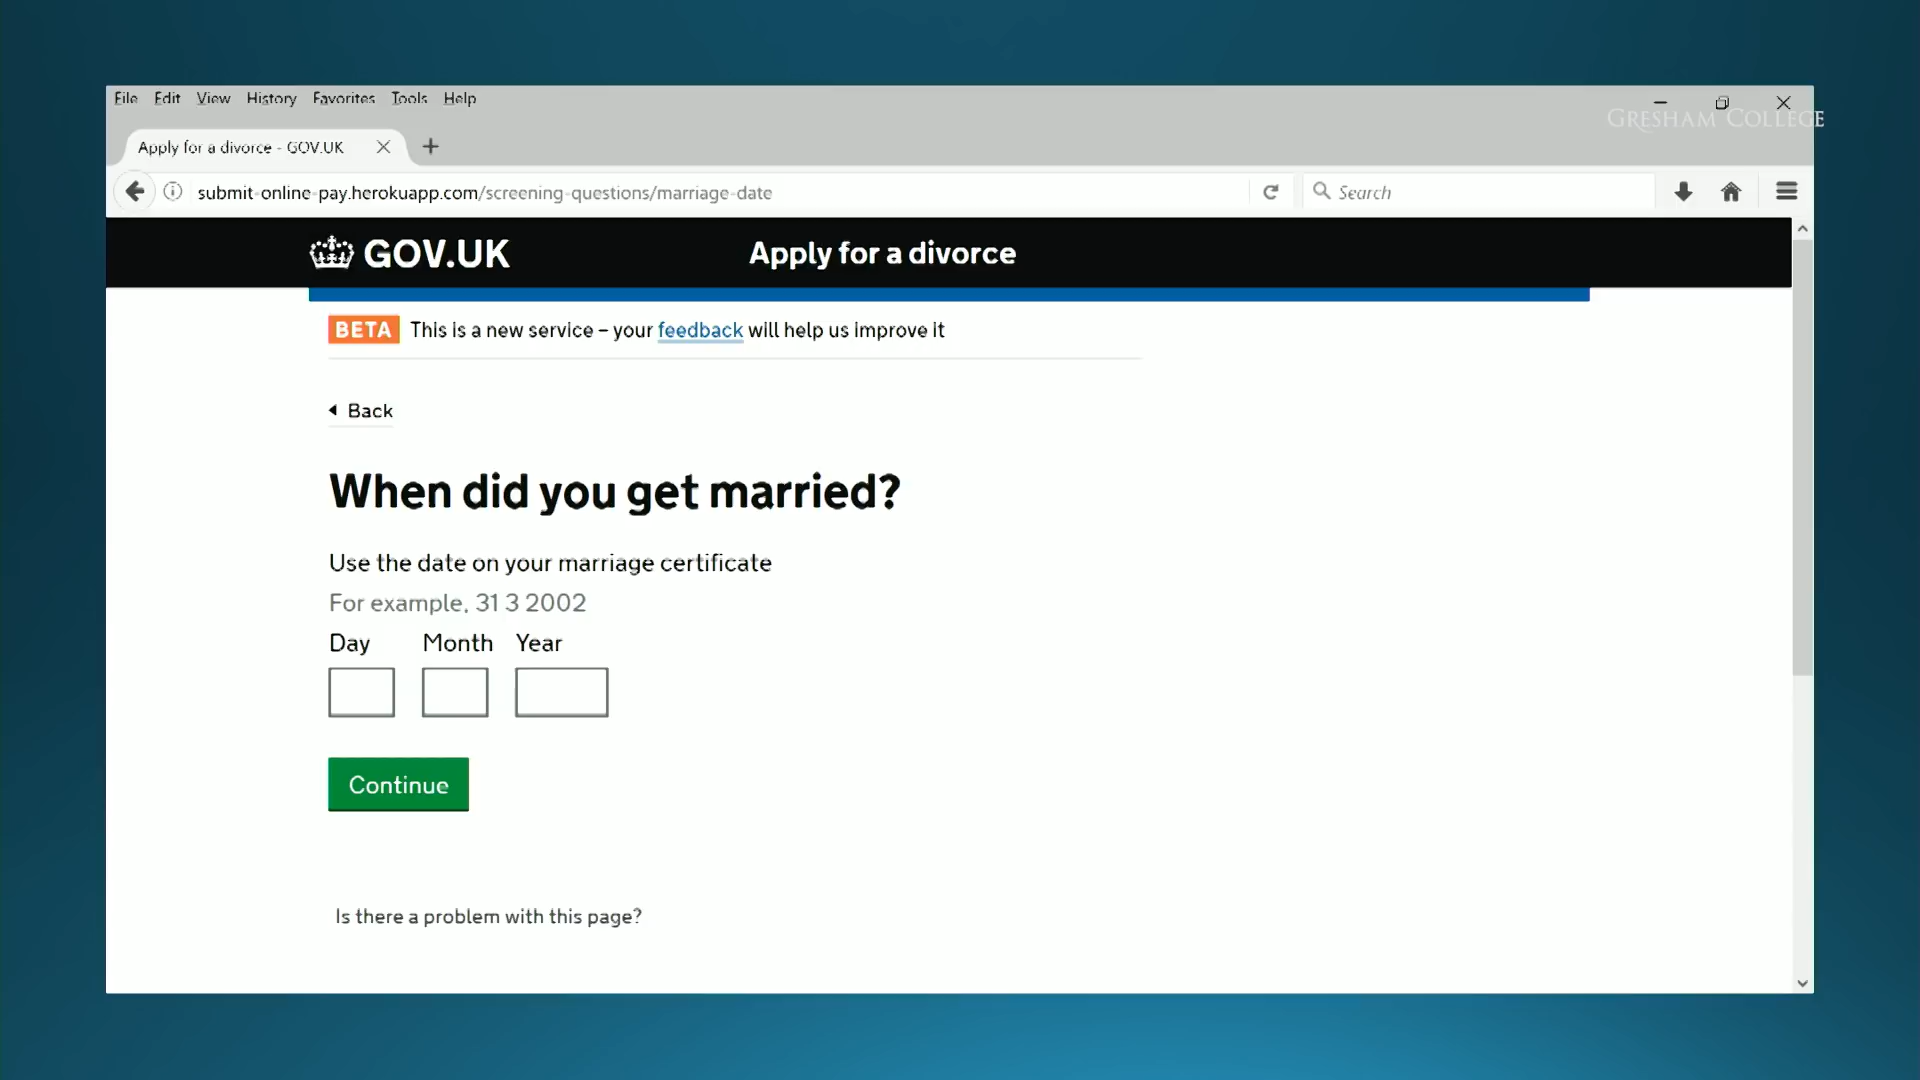 File Edit View History Favorites Tools Help
GRESHAM COLLEGE
Apply for a divorce - GOV.UK
submit-online-pay.herokuapp.com/screening-questions/marriage-date
Search
GOV.UK
Apply for a divorce
BETA This is a new service – your feedback will help us improve it
Back
When did you get married?
Use the date on your marriage certificate
For example, 31 3 2002
Day Month Year
Continue
Is there a problem with this page?